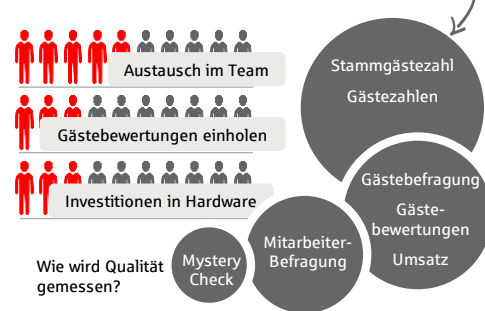 Austausch im Team
Gästebewertungen einholen
Investitionen in Hardware
Wie wird Qualität
gemessen?
Mystery
Check
Mitarbeiter-
Befragung
Stammgästezahl
Gästezahlen
Gästebefragung
Gäste-
bewertungen
Umsatz